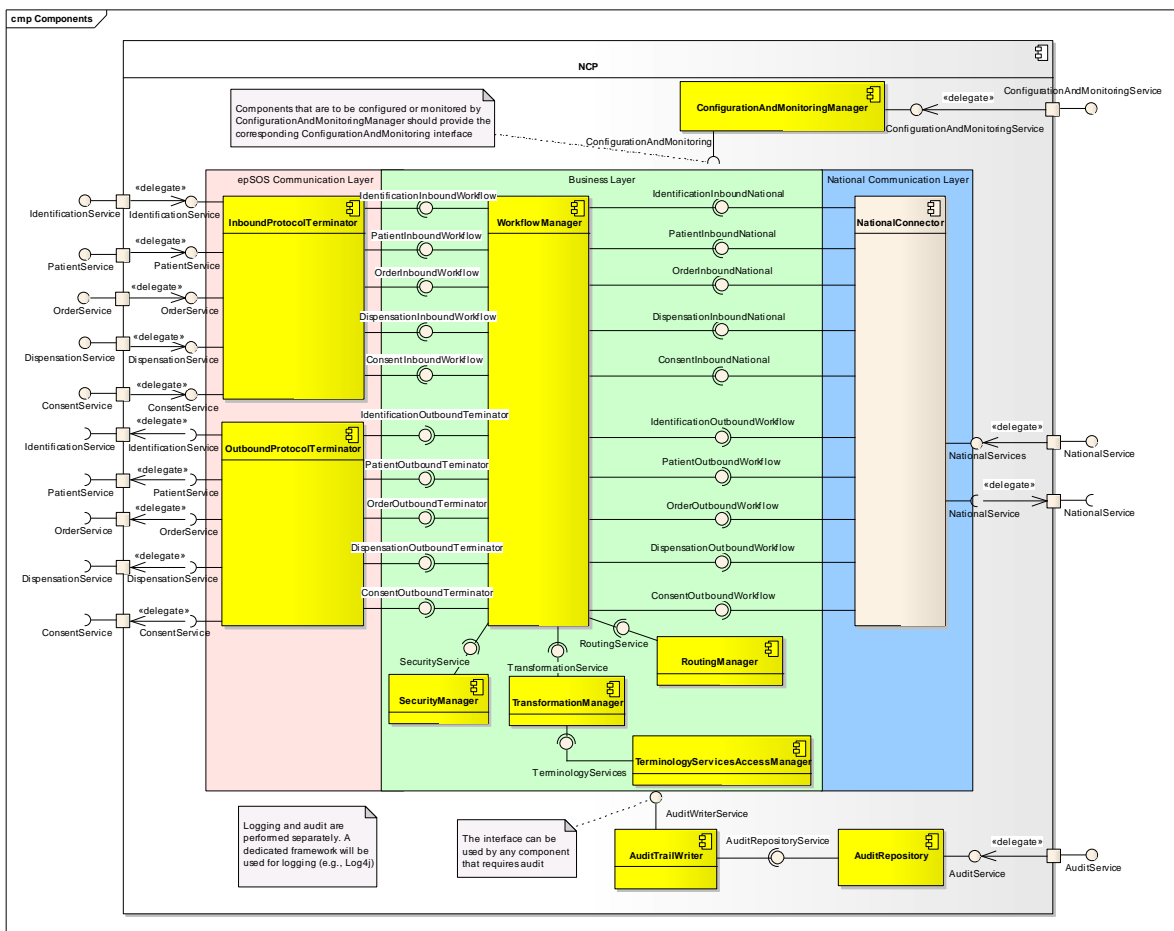 cmp Components
NCP
Components that are to be configured or monitored by
ConfigurationAndMonitoringManager should provide the
corresponding ConfigurationAndMonitoring interface
ConfigurationAndMonitoringManager
«delegate»
ConfigurationAndMonitoringService
ConfigurationAndMonitoringService
ConfigurationAndMonitoring
epSOS Communication Layer
Business Layer
National Communication Layer
«delegate»
IdentificationService
IdentificationService
InboundProtocolTerminator
IdentificationInboundWorkflow
WorkflowManager
IdentificationInboundNational
NationalConnector
«delegate»
PatientService
PatientService
PatientInboundWorkflow
PatientInboundNational
«delegate»
OrderService
OrderService
OrderInboundWorkflow
OrderInboundNational
«delegate»
DispensationService
DispensationService
DispensationInboundWorkflow
DispensationInboundNational
«delegate»
ConsentService
ConsentService
ConsentInboundWorkflow
ConsentInboundNational
«delegate»
IdentificationService
IdentificationService
OutboundProtocolTerminator
IdentificationOutboundTeminator
IdentificationOutboundWorkflow
«delegate»
NationalServices
NationalService
«delegate»
PatientService
PatientService
PatientOutboundTeminator
PatientOutboundWorkflow
«delegate»
NationalService
NationalService
«delegate»
OrderService
OrderService
OrderOutboundTerminator
OrderOutboundWorkflow
«delegate»
DispensationService
DispensationService
DispensationOutboundTerminator
DispensationOutboundWorkflow
«delegate»
ConsentService
ConsentService
ConsentOutboundTerminator
ConsentOutboundWorkflow
SecurityService
TransformationService
RoutingService
RoutingManager
SecurityManager
TransformationManager
TerminologyServices
TerminologyServicesAccessManager
Logging and audit are
performed separately. A
dedicated framework will be
used for logging (e.g., Log4j)
The interface can be
used by any component
that requires audit
AuditWriterService
AuditTrailWriter
AuditRepositoryService
AuditRepository
«delegate»
AuditService
AuditService